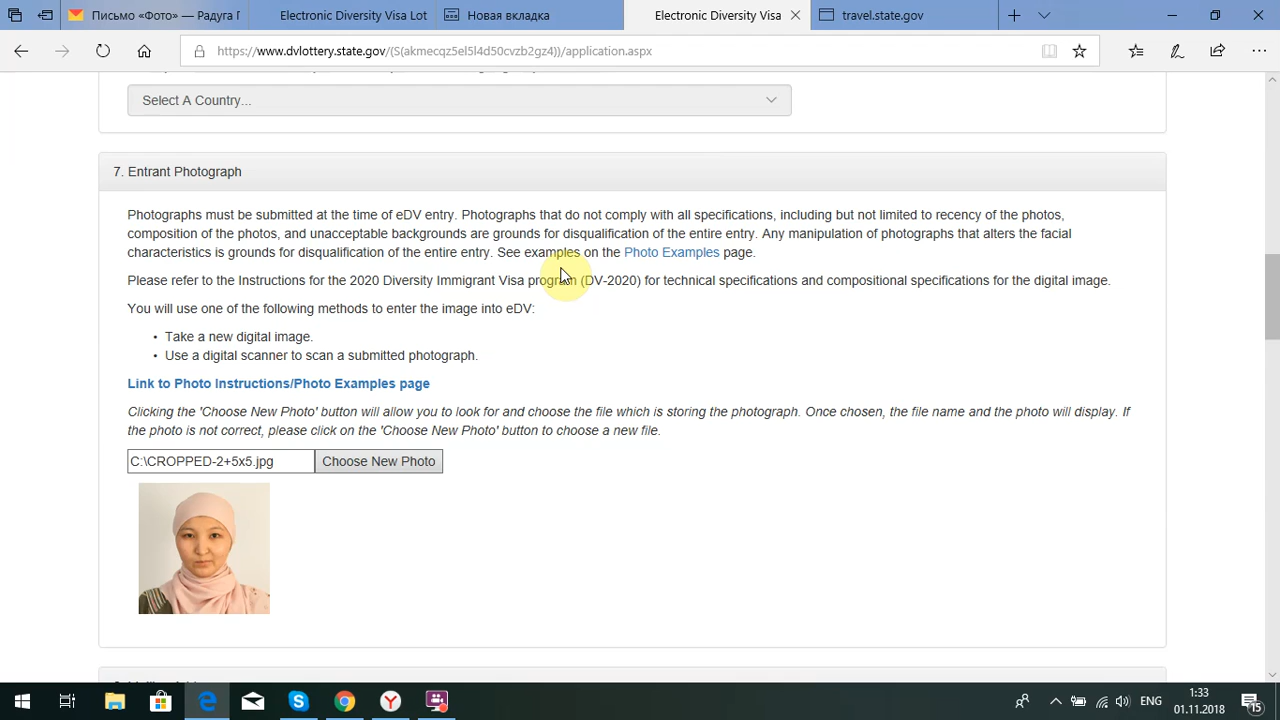 Письмо «Фото» — Радуга Г
Electronic Diversity Visa Lot
Новая вкладка
Electronic Diversity Visa
travel.state.gov
https://www.dvlottery.state.gov/(S(akmecqz5el5l4d50cvzb2gz4))/application.aspx
Select A Country...
7. Entrant Photograph
Photographs must be submitted at the time of eDV entry. Photographs that do not comply with all specifications, including but not limited to recency of the photos,
composition of the photos, and unacceptable backgrounds are grounds for disqualification of the entire entry. Any manipulation of photographs that alters the facial
characteristics is grounds for disqualification of the entire entry. See examples on the Photo Examples page.
Please refer to the Instructions for the 2020 Diversity Immigrant Visa program (DV-2020) for technical specifications and compositional specifications for the digital image.
You will use one of the following methods to enter the image into eDV:
• Take a new digital image.
• Use a digital scanner to scan a submitted photograph.
Link to Photo Instructions/Photo Examples page
Clicking the 'Choose New Photo' button will allow you to look for and choose the file which is storing the photograph. Once chosen, the file name and the photo will display. If
the photo is not correct, please click on the 'Choose New Photo' button to choose a new file.
C:\CROPPED-2+5x5.jpg
Choose New Photo
ENG
1:33
01.11.2018
15